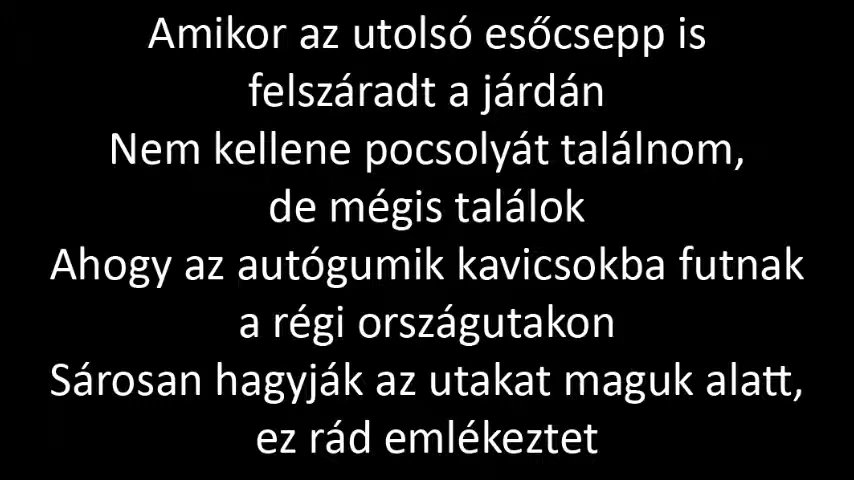 Amikor az utolsó esőcsepp is
felszáradt a járdán
Nem kellene pocsolyát találnom,
de mégis találok
Ahogy az autógumik kavicsokba futnak
a régi országutakon
Sárosan hagyják az utakat maguk alatt,
ez rád emlékeztet